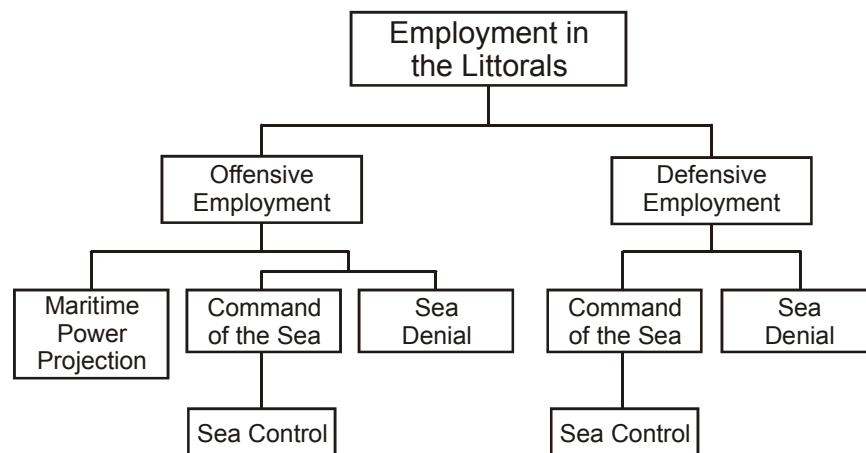 Employment in
the Littorals
Offensive
Employment
Defensive
Employment
Maritime
Power
Projection
Command
of the Sea
Sea
Denial
Command
of the Sea
Sea
Denial
Sea Control
Sea Control